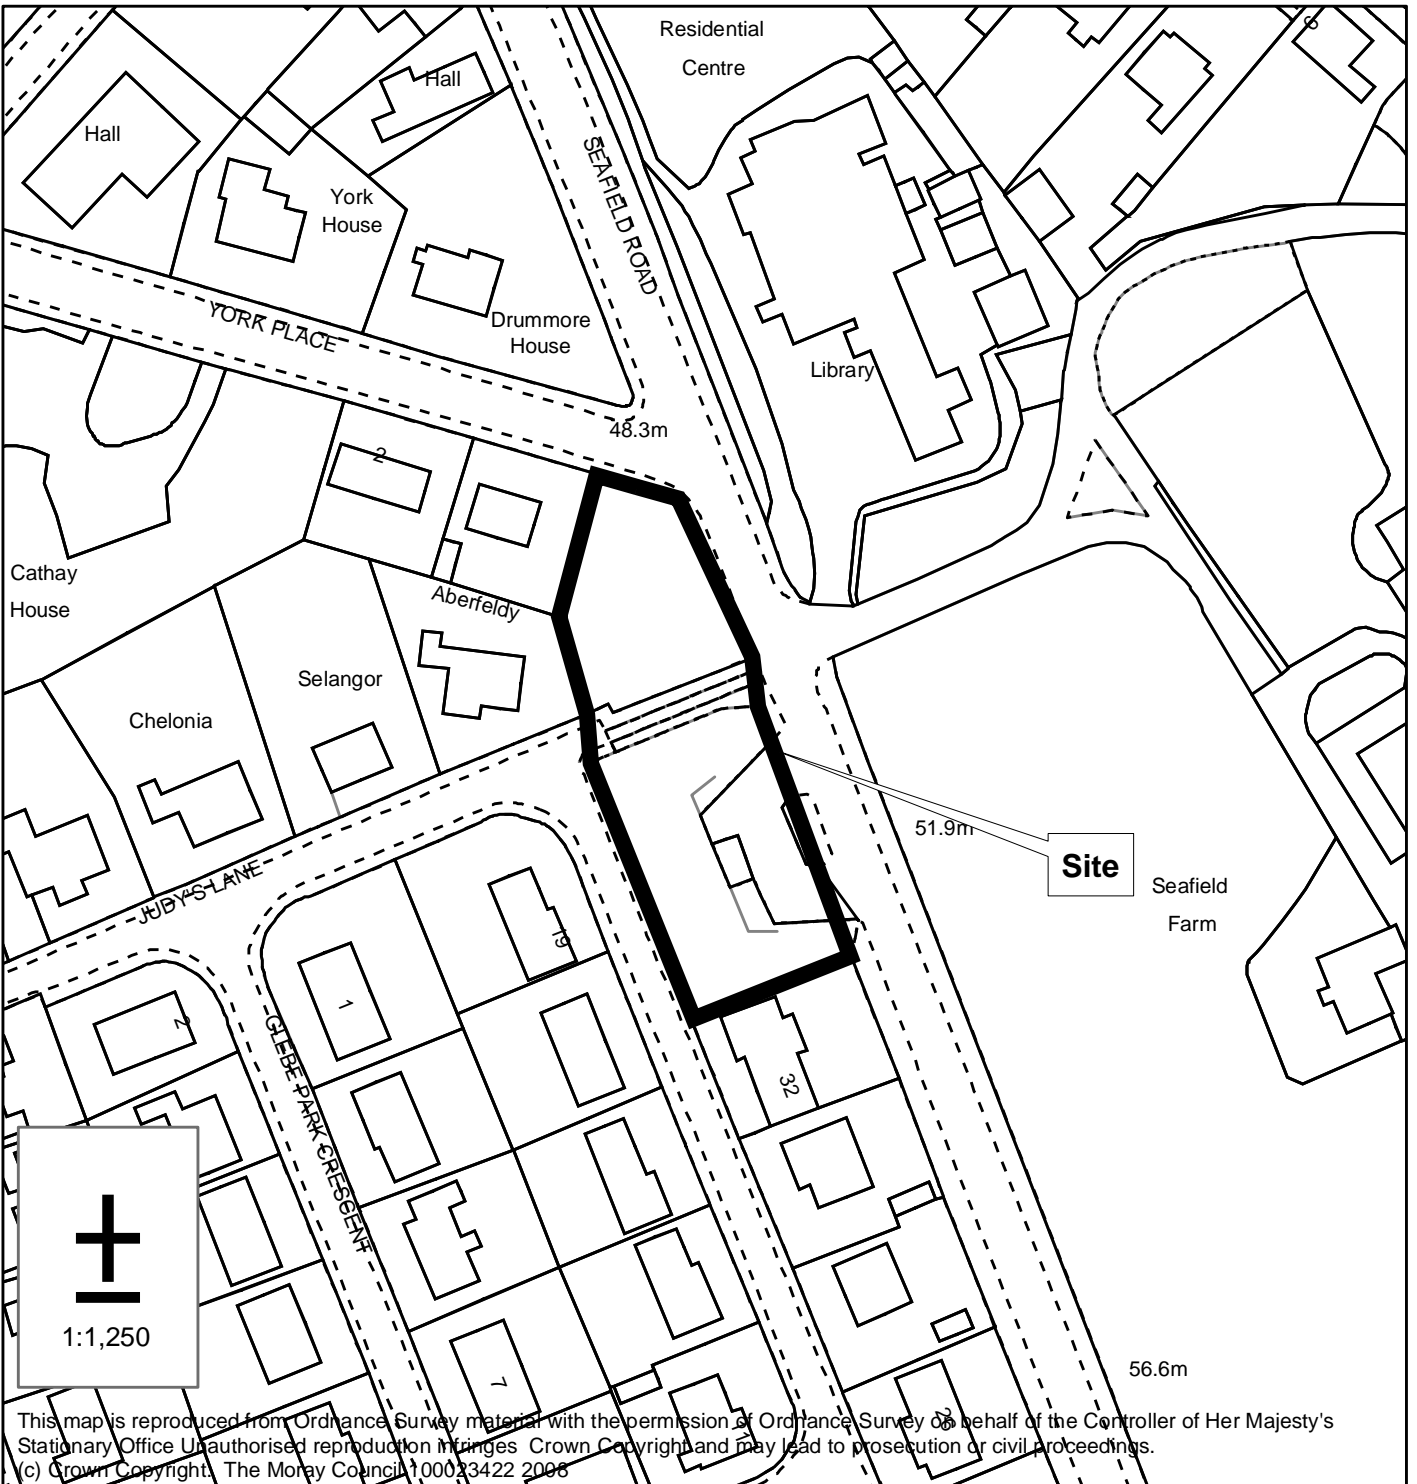 Residential
Centre
6
Hall
Hall
SEAFIELD ROAD
York
House
YORK PLACE
Drummore
House
Library
48.3m
2
Cathay
House
Aberfeldy
Selangor
Chelonia
51.9m
Site
Seafield
Farm
JUDY'S LANE
19
1
2
GLEBE PARK CRESCENT
32
1:1,250
56.6m
7
26
11
This map is reproduced from Ordnance Survey material with the permission of Ordnance Survey on behalf of the Controller of Her Majesty's
Stationary Office Unauthorised reproduction infringes Crown Copyright and may lead to prosecution or civil proceedings.
(c) Crown Copyright. The Moray Council 100023422 2008